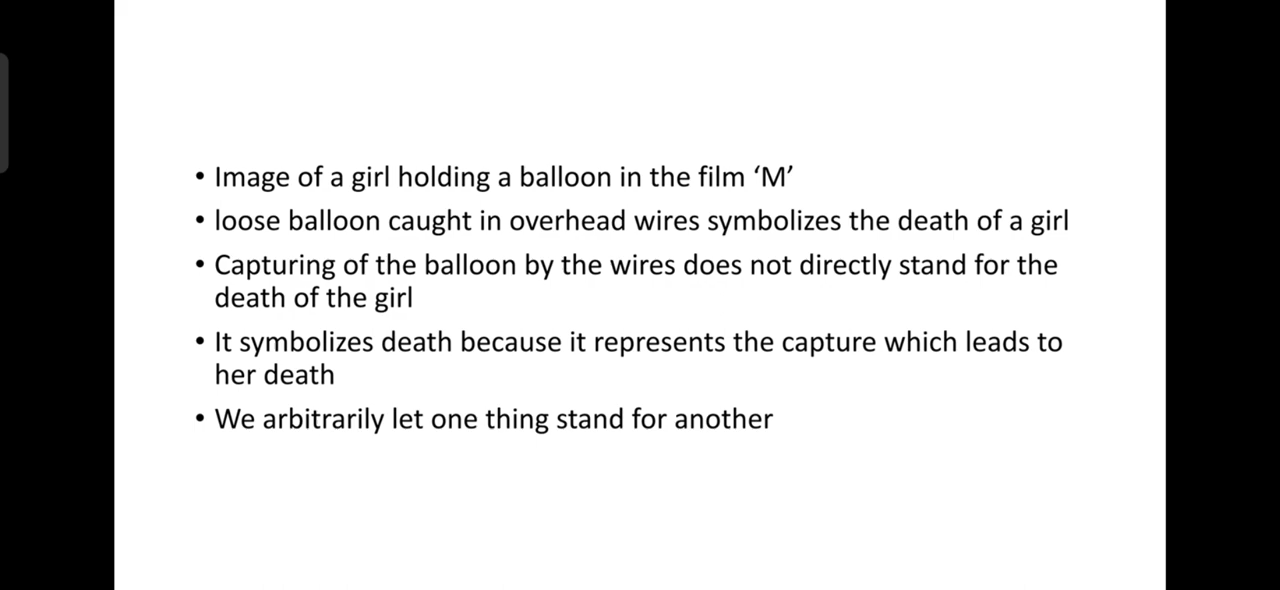 • Image of a girl holding a balloon in the film ‘M’
• loose balloon caught in overhead wires symbolizes the death of a girl
• Capturing of the balloon by the wires does not directly stand for the
death of the girl
• It symbolizes death because it represents the capture which leads to
her death
• We arbitrarily let one thing stand for another